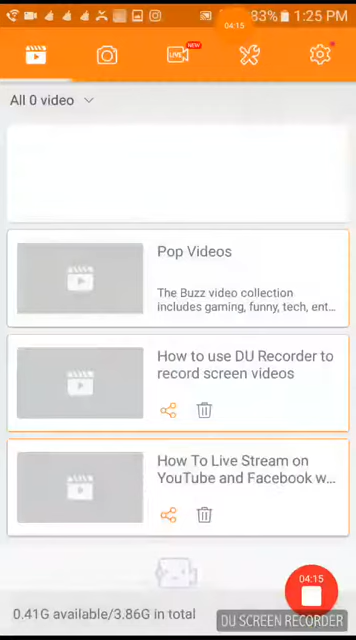 04:15
83%
1:25 PM
LIVE
NEW
All 0 video
Pop Videos
The Buzz video collection
includes gaming, funny, tech, ent...
How to use DU Recorder to
record screen videos
How To Live Stream on
YouTube and Facebook w...
04:15
0.41G available/3.86G in total
DU SCREEN RECORDER